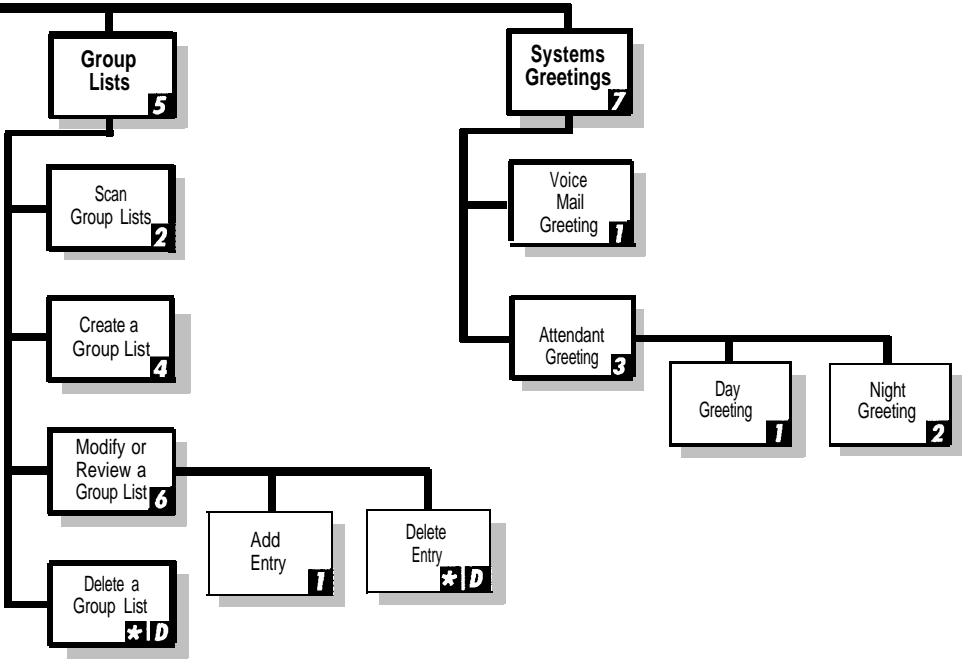 Group
Lists
5
Scan
Group Lists
2
Create a
Group List
4
Modify or
Review a
Group List
6
Add
Entry
1
Delete
Entry
*|D
Delete a
Group List
*|D
Systems
Greetings
7
Voice
Mail
Greeting
1
Attendant
Greeting
3
Day
Greeting
1
Night
Greeting
2